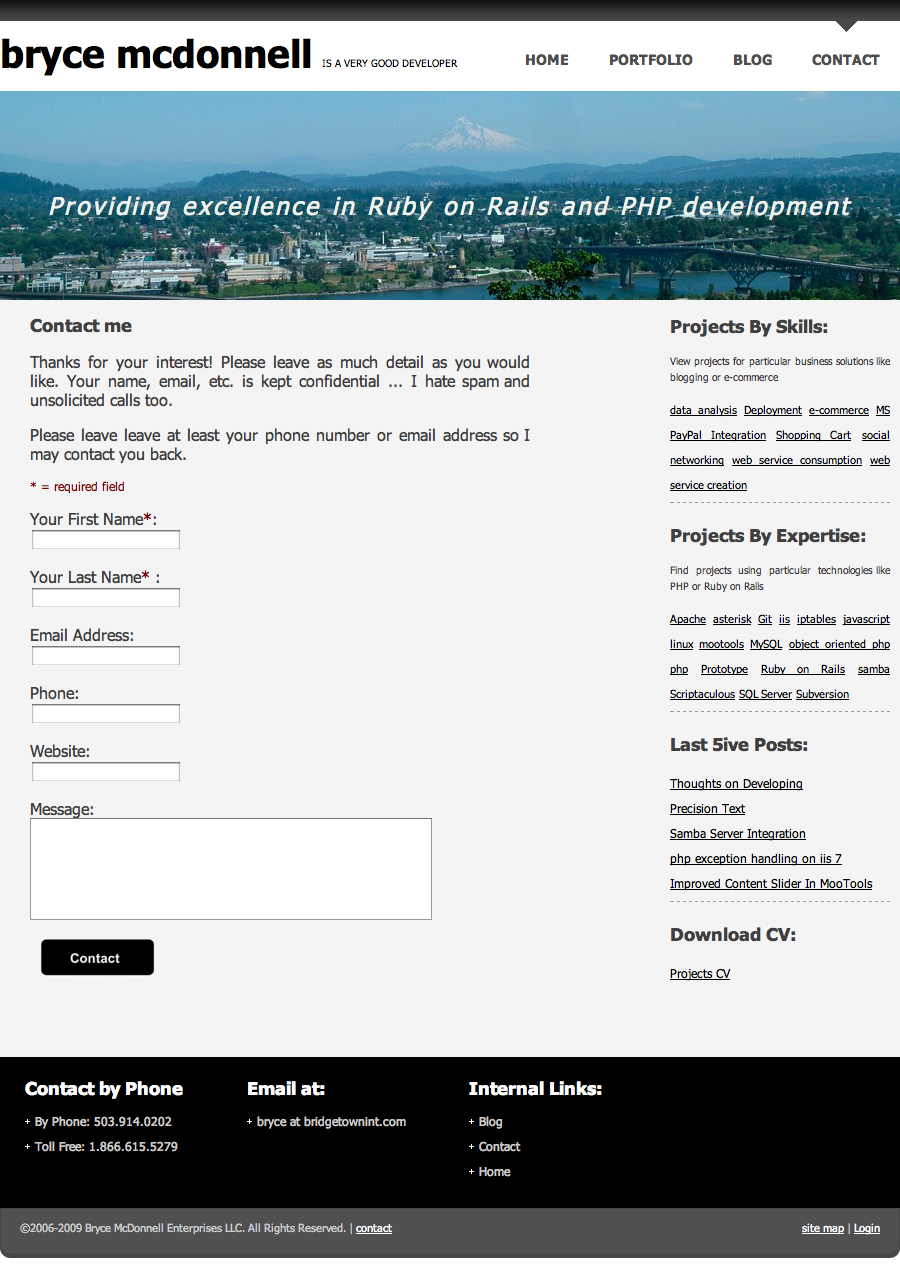 bryce mcdonnell IS A VERY GOOD DEVELOPER
HOME PORTFOLIO BLOG CONTACT
Providing excellence in Ruby on Rails and PHP development
Contact me
Thanks for your interest! Please leave as much detail as you would
like. Your name, email, etc. is kept confidential ... I hate spam and
unsolicited calls too.
Please leave leave at least your phone number or email address so I
may contact you back.
* = required field
Your First Name*:
Your Last Name* :
Email Address:
Phone:
Website:
Message:
Contact
Projects By Skills:
View projects for particular business solutions like
blogging or e-commerce
data analysis Deployment e-commerce MS
PayPal Integration Shopping Cart social
networking web service consumption web
service creation
Projects By Expertise:
Find projects using particular technologies like
PHP or Ruby on Rails
Apache asterisk Git iis iptables javascript
linux mootools MySQL object oriented php
php Prototype Ruby on Rails samba
Scriptaculous SQL Server Subversion
Last 5ive Posts:
Thoughts on Developing
Precision Text
Samba Server Integration
php exception handling on iis 7
Improved Content Slider In MooTools
Download CV:
Projects CV
Contact by Phone
+ By Phone: 503.914.0202
+ Toll Free: 1.866.615.5279
Email at:
+ bryce at bridgetownint.com
Internal Links:
+ Blog
+ Contact
+ Home
©2006-2009 Bryce McDonnell Enterprises LLC. All Rights Reserved. | contact
site map | Login